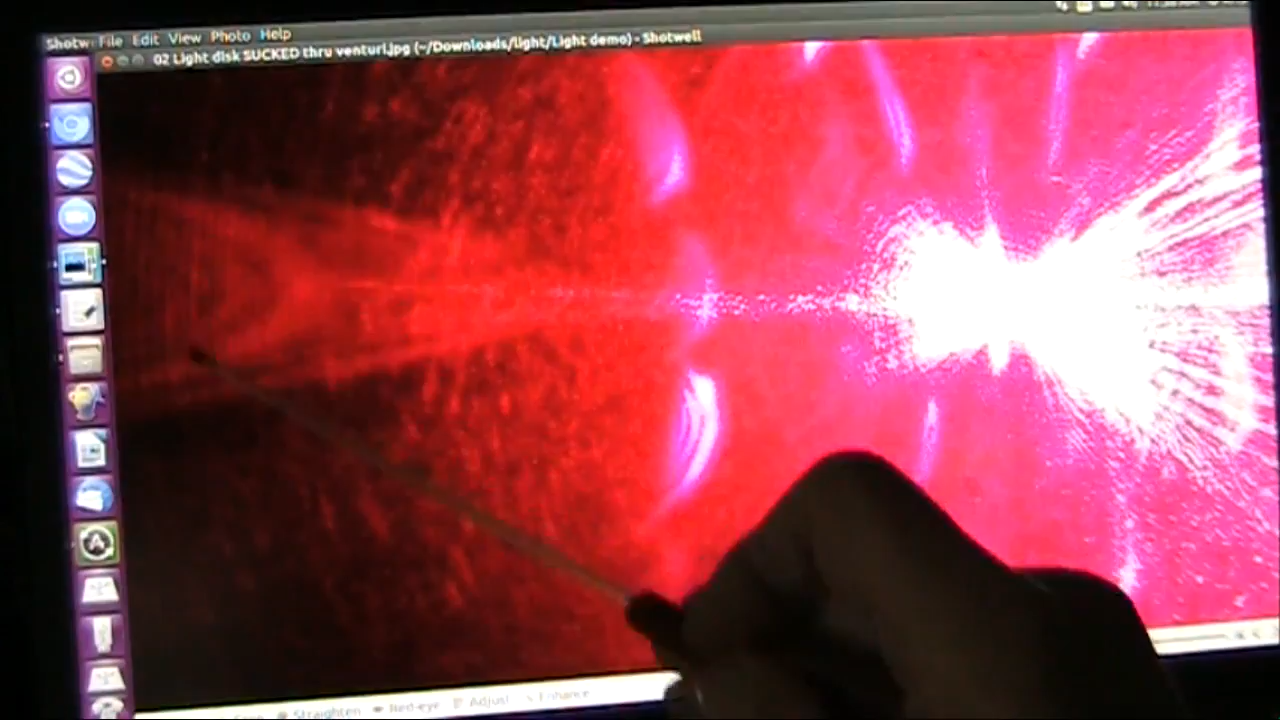 Shotw File Edit View Photo Help
02 Light disk SUCKED thru venturi.jpg (~/Downloads/light/Light demo) - Shotwell
Straighten Red-eye Adjust Enhance